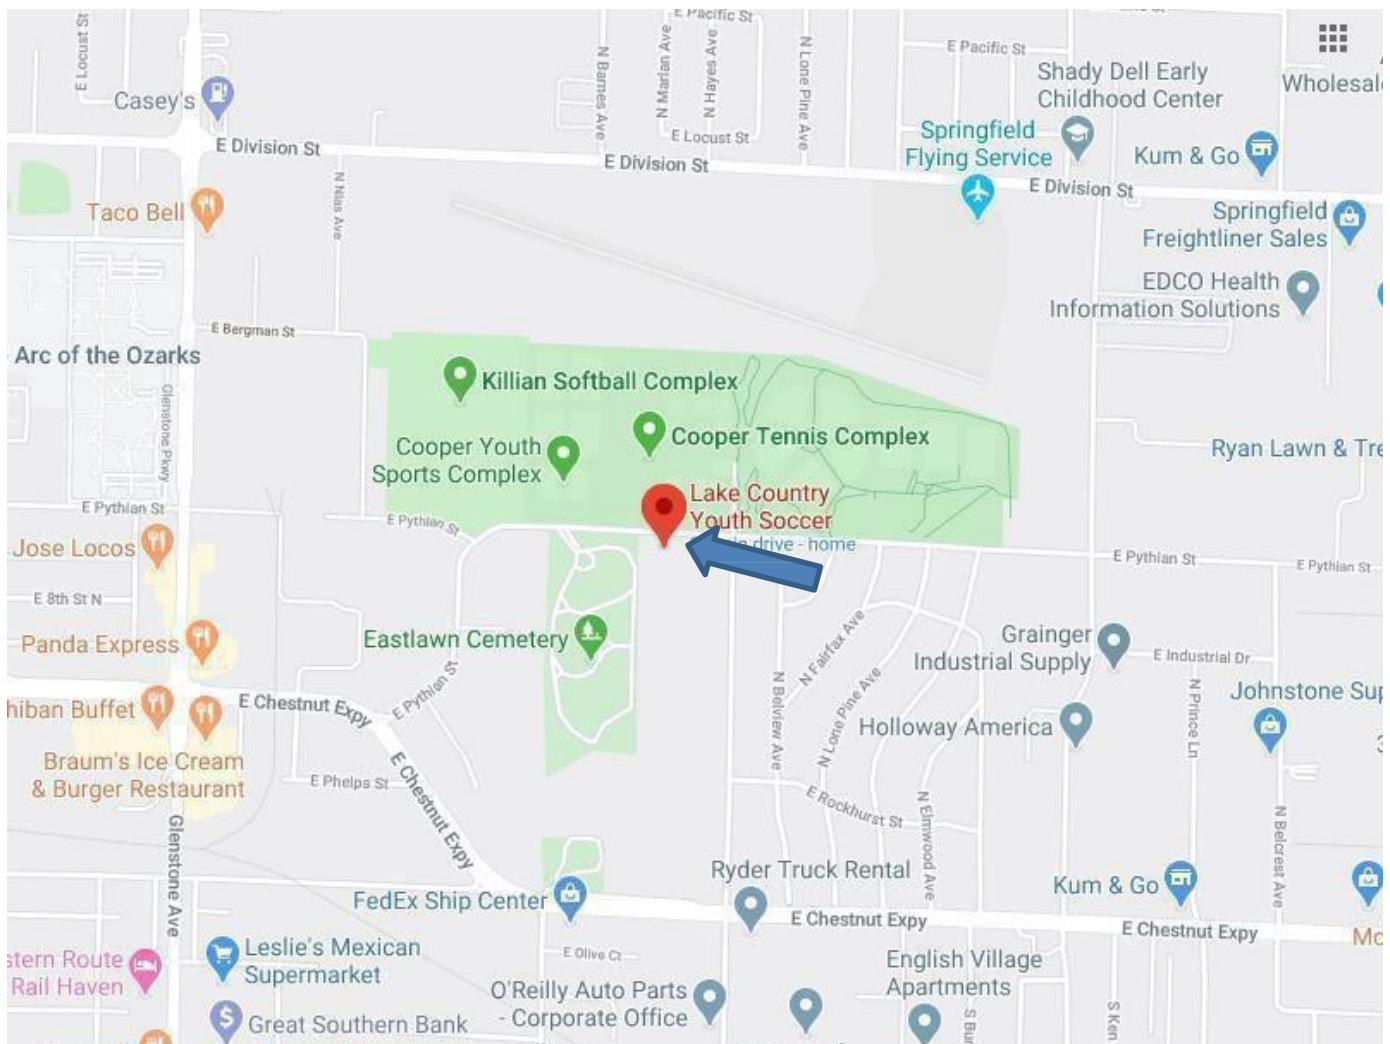 E Pacific St
E Locust St
N Barnes Ave
N Marlan Ave
N Hayes Ave
N Lone Pine Ave
E Pacific St
Shady Dell Early
Childhood Center
Casey's
E Division St
E Locust St
E Division St
Springfield
Flying Service
Kum & Go
E Division St
N Nias Ave
Taco Bell
Springfield
Freightliner Sales
EDCO Health
Information Solutions
E Bergman St
Arc of the Ozarks
Glenstone Pkwy
Killian Softball Complex
Cooper Youth
Sports Complex
Cooper Tennis Complex
Ryan Lawn &
Lake Country
Youth Soccer
drive - home
E Pythian St
E Pythian St
E Pythian St
E Pythian St
Jose Locos
E 8th St N
Panda Express
Eastlawn Cemetery
E Pythian St
N Fairfax Ave
N Belview Ave
N Lone Pine Ave
Grainger
Industrial Supply
E Industrial Dr
N Prince Ln
Buffet
E Chestnut Expy
Holloway America
Johnstone
Braum's Ice Cream
& Burger Restaurant
E Phelps St
E Chestnut Expy
E Rockhurst St
N Elmwood Ave
N Belcrest Ave
Glenstone Ave
FedEx Ship Center
Ryder Truck Rental
Kum & Go
E Chestnut Expy
E Chestnut Expy
Leslie's Mexican
Supermarket
E Olive Ct
English Village
Apartments
Route
Rail Haven
O'Reilly Auto Parts
- Corporate Office
Great Southern Bank